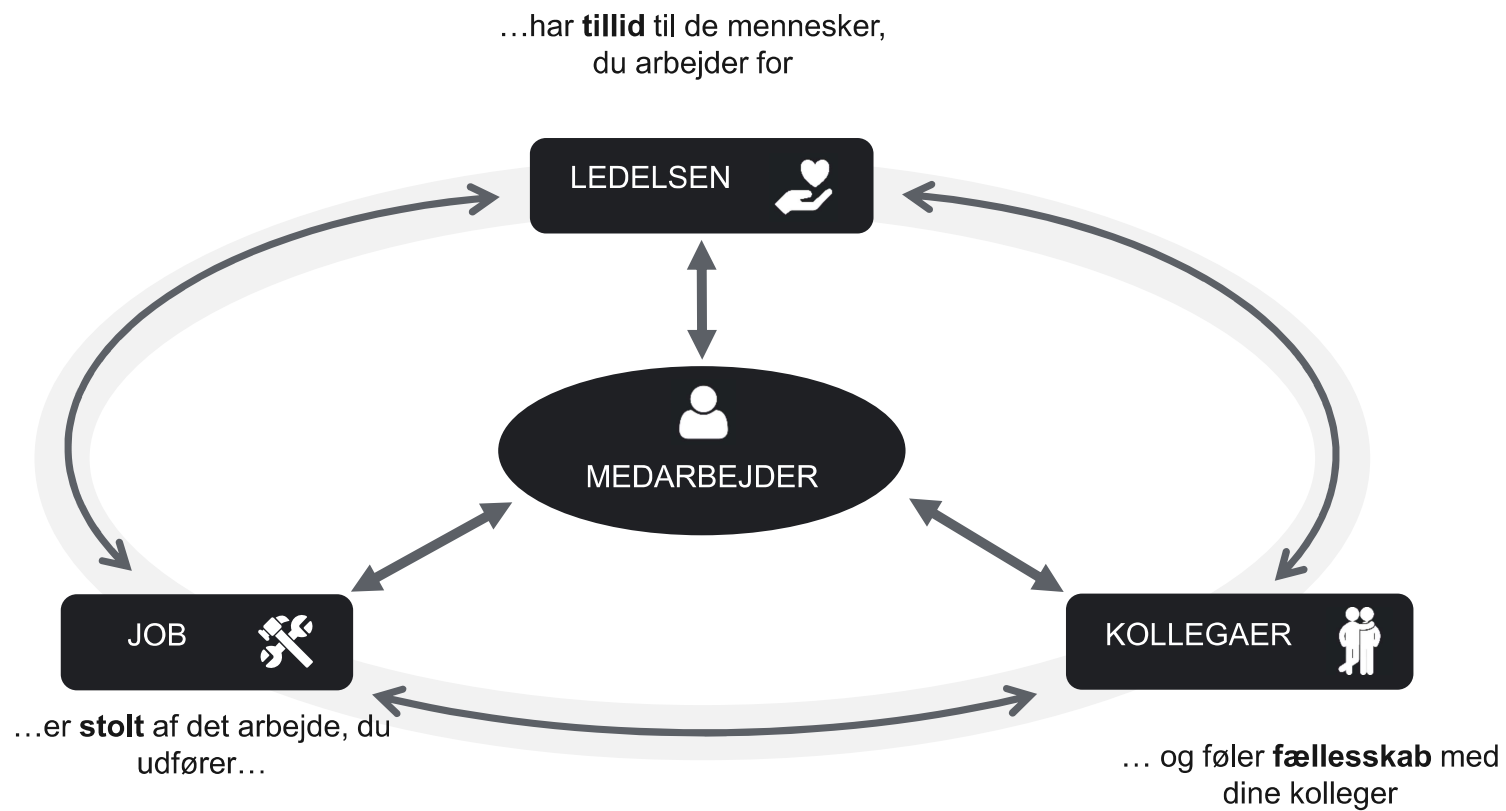 …har tillid til de mennesker,
du arbejder for
LEDELSEN
MEDARBEJDER
JOB
KOLLEGAER
…er stolt af det arbejde, du
udfører…
… og føler fællesskab med
dine kolleger